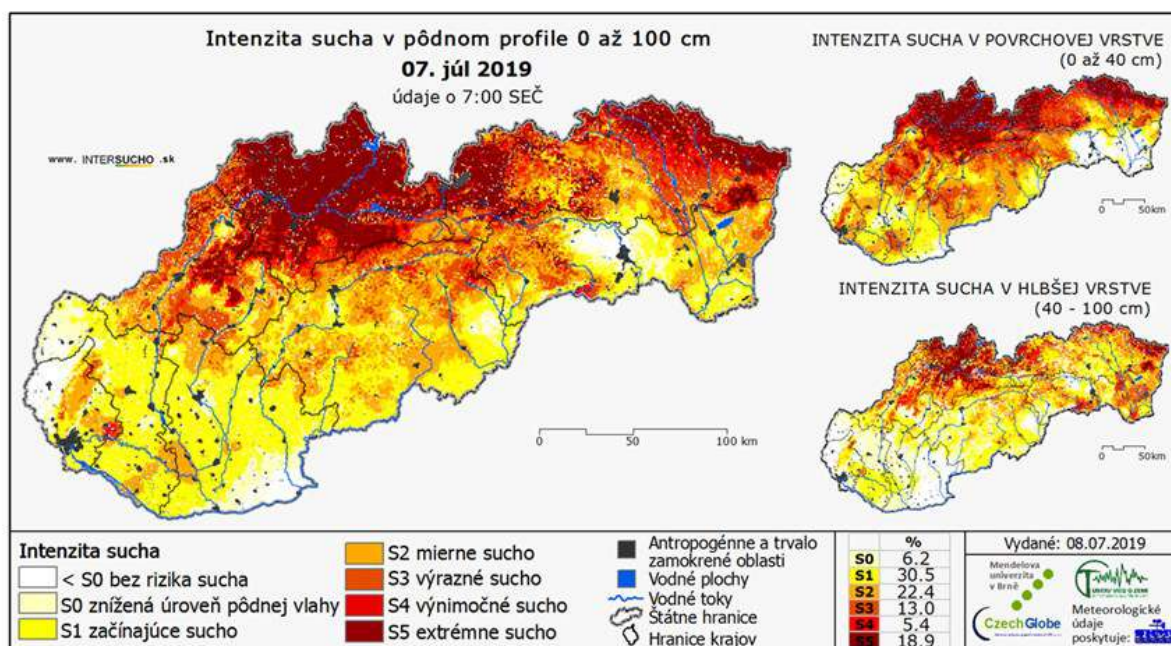 Intenzita sucha v pôdnom profile 0 až 100 cm
07. júl 2019
údaje o 7:00 SEČ
www. INTERSUCHO .sk
INTENZITA SUCHA V POVRCHOVEJ VRSTVE
(0 až 40 cm)
0 50km
INTENZITA SUCHA V HLBŠEJ VRSTVE
(40 - 100 cm)
0 50km
0 50 100 km
Intenzita sucha
< S0 bez rizika sucha
S0 znížená úroveň pôdnej vlahy
S1 začínajúce sucho
S2 mierne sucho
S3 výrazné sucho
S4 výnimočné sucho
S5 extrémne sucho
Antropogénne a trvalo
zamokrené oblasti
Vodné plochy
Vodné toky
Štátne hranice
Hranice krajov
%
S0 6.2
S1 30.5
S2 22.4
S3 13.0
S4 5.4
S5 18.9
Vydané: 08.07.2019
Mendelova
univerzita
v Brně
CzechGlobe
Meteorologické
údaje
poskytuje: